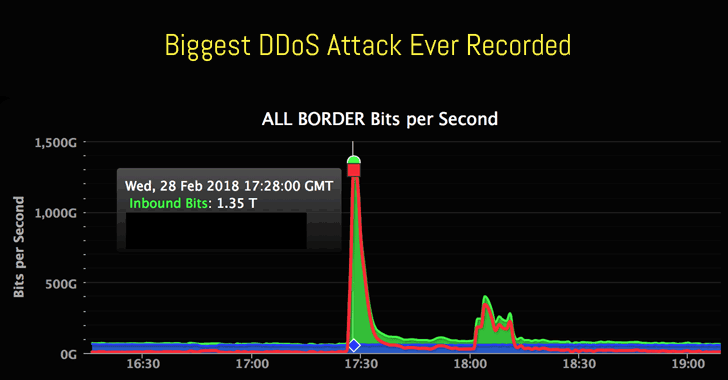 Biggest DDoS Attack Ever Recorded
ALL BORDER Bits per Second
Bits per Second
1,500G
1,000G
500G
0G
Wed, 28 Feb 2018 17:28:00 GMT
Inbound Bits: 1.35 T
16:30 17:00 17:30 18:00 18:30 19:00